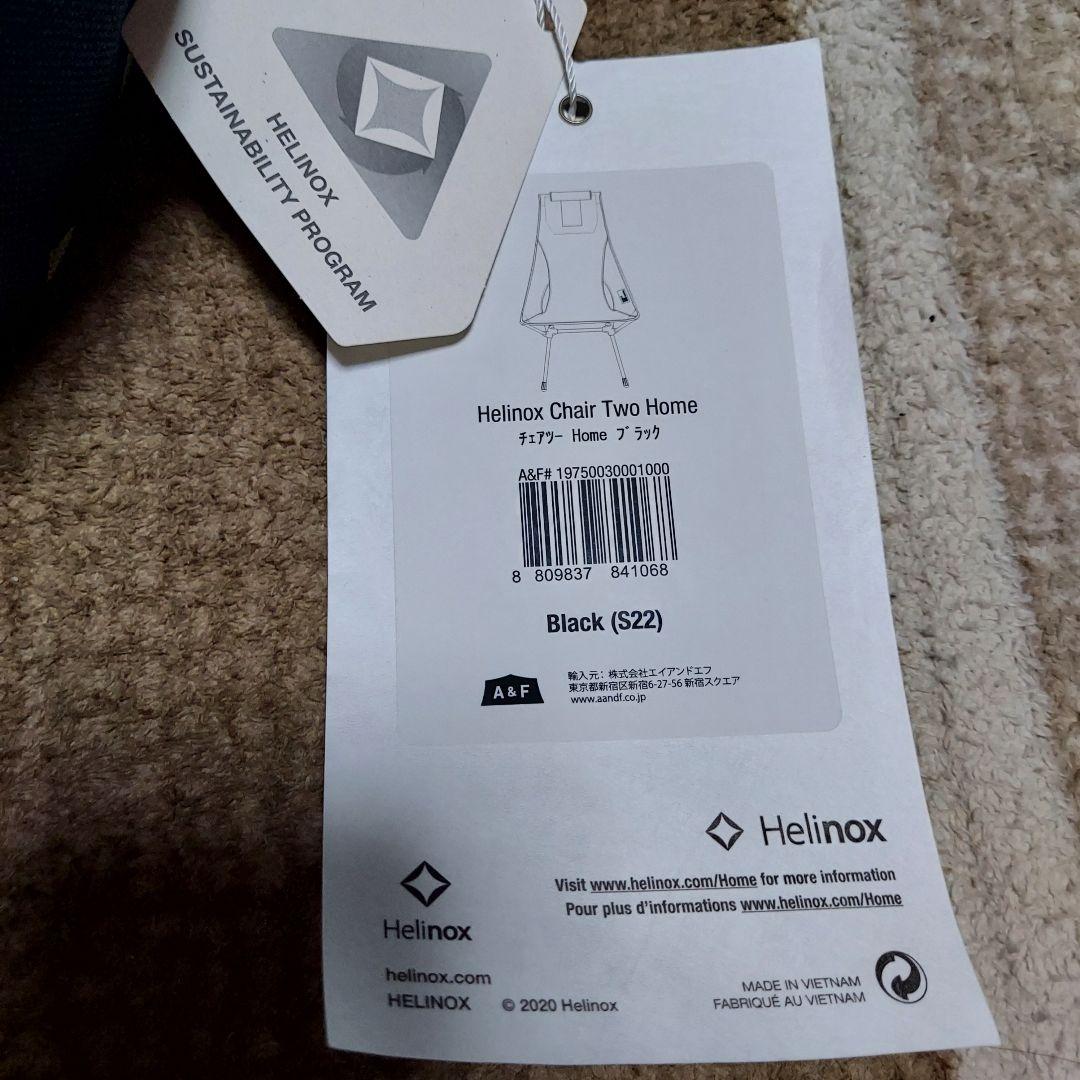 HELINOX
SUSTAINABILITY PROGRAM
Helinox Chair Two Home
ﾁｪｱﾂｰ Home ﾌﾞﾗｯｸ
A&F# 19750030001000
8 809837 841068
Black (S22)
A & F
輸入元：株式会社エイアンドエフ
東京都新宿区新宿6-27-56 新宿スクエア
www.aandf.co.jp
Helinox
Visit www.helinox.com/Home for more information
Pour plus d'informations www.helinox.com/Home
Helinox
helinox.com
HELINOX © 2020 Helinox
MADE IN VIETNAM
FABRIQUÉ AU VIETNAM